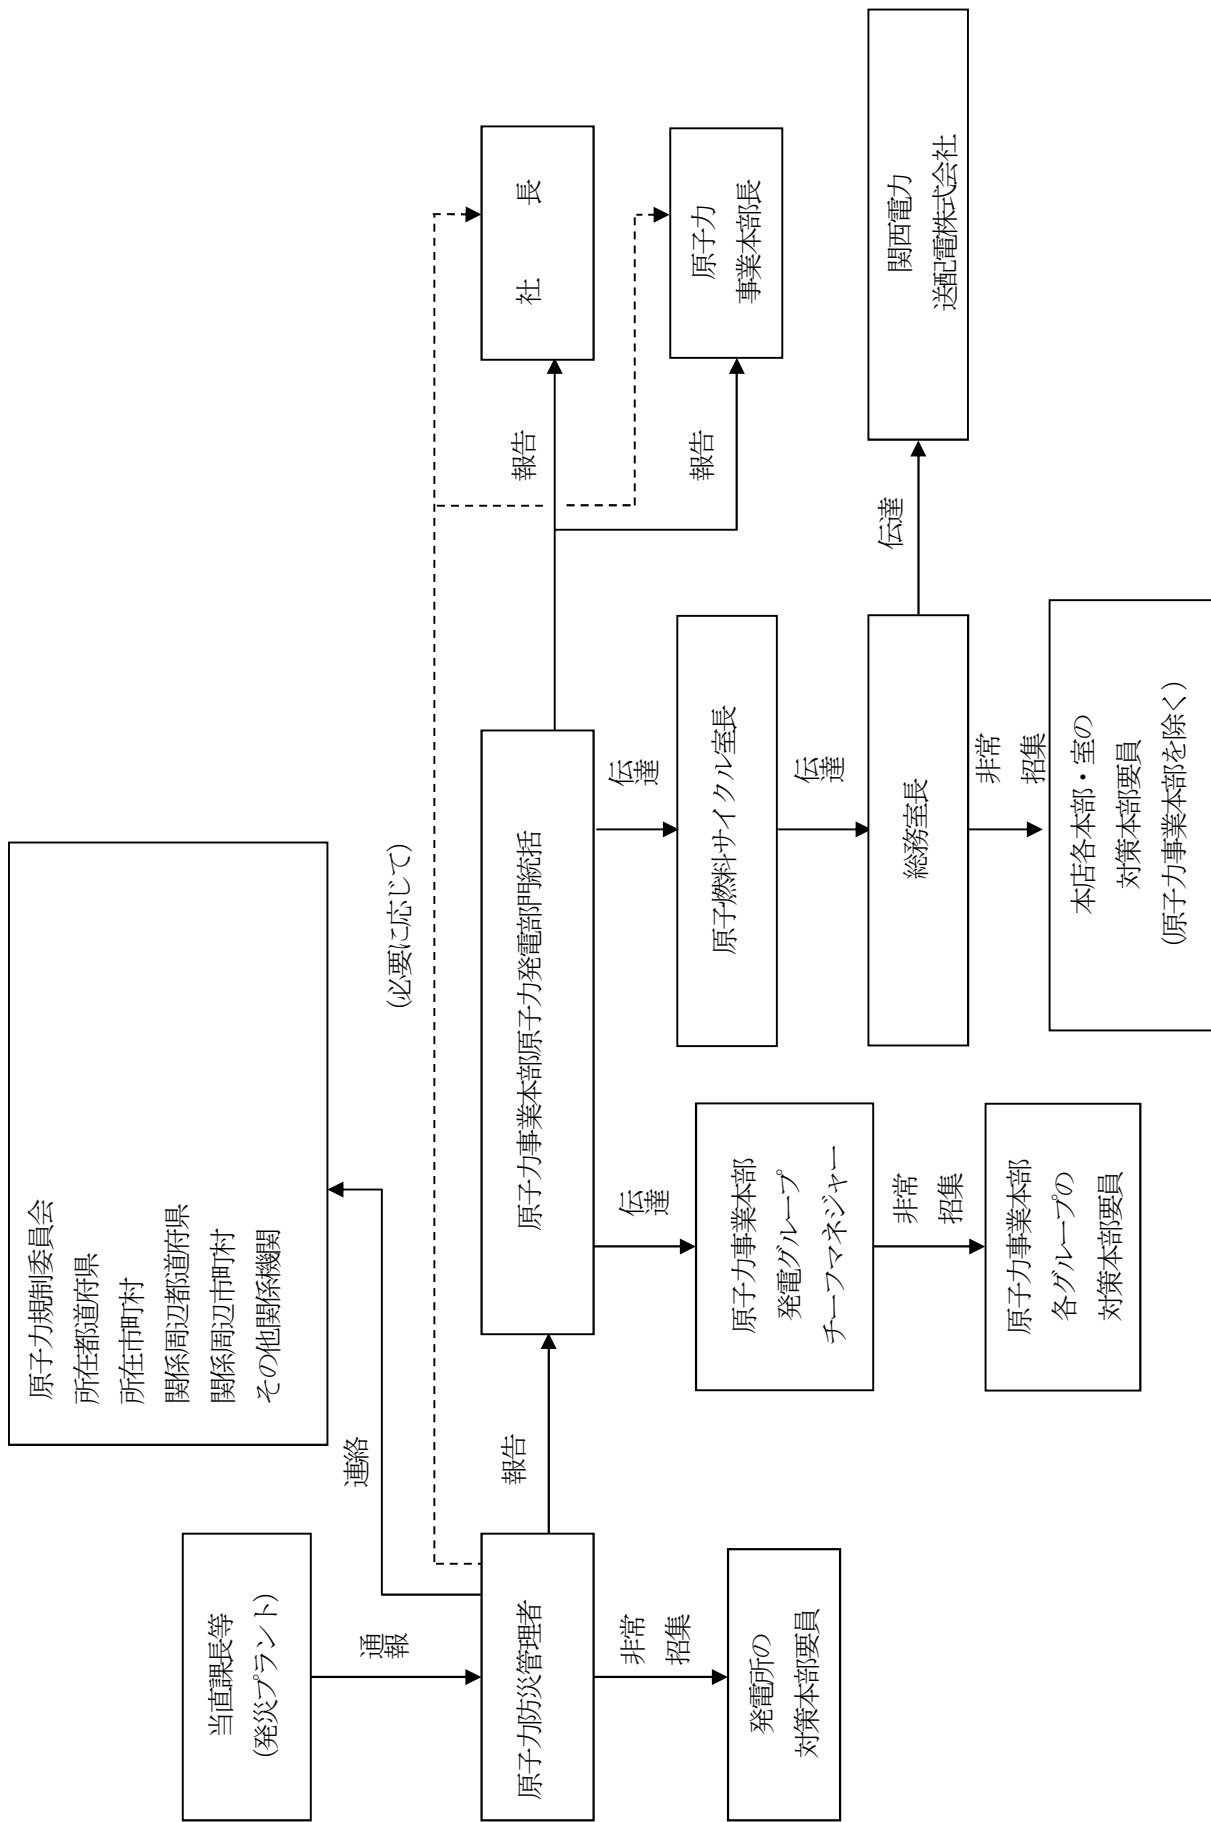 原子力規制委員会
所在都道府県
所在市町村
関係周辺都道府県
関係周辺市町村
その他関係機関
当直課長等
(発災プラント)
連絡
通報
(必要に応じて)
原子力防災管理者
報告
原子力事業本部原子力発電部門統括
報告
社 長
報告
原子力
事業本部長
非常
招集
発電所の
対策本部要員
伝達
原子力事業本部
発電グループ
チーフマネジャー
非常
招集
原子力事業本部
各グループの
対策本部要員
伝達
原子燃料サイクル室長
伝達
総務室長
伝達
関西電力
送配電株式会社
非常
招集
本店各本部・室の
対策本部要員
(原子力事業本部を除く)